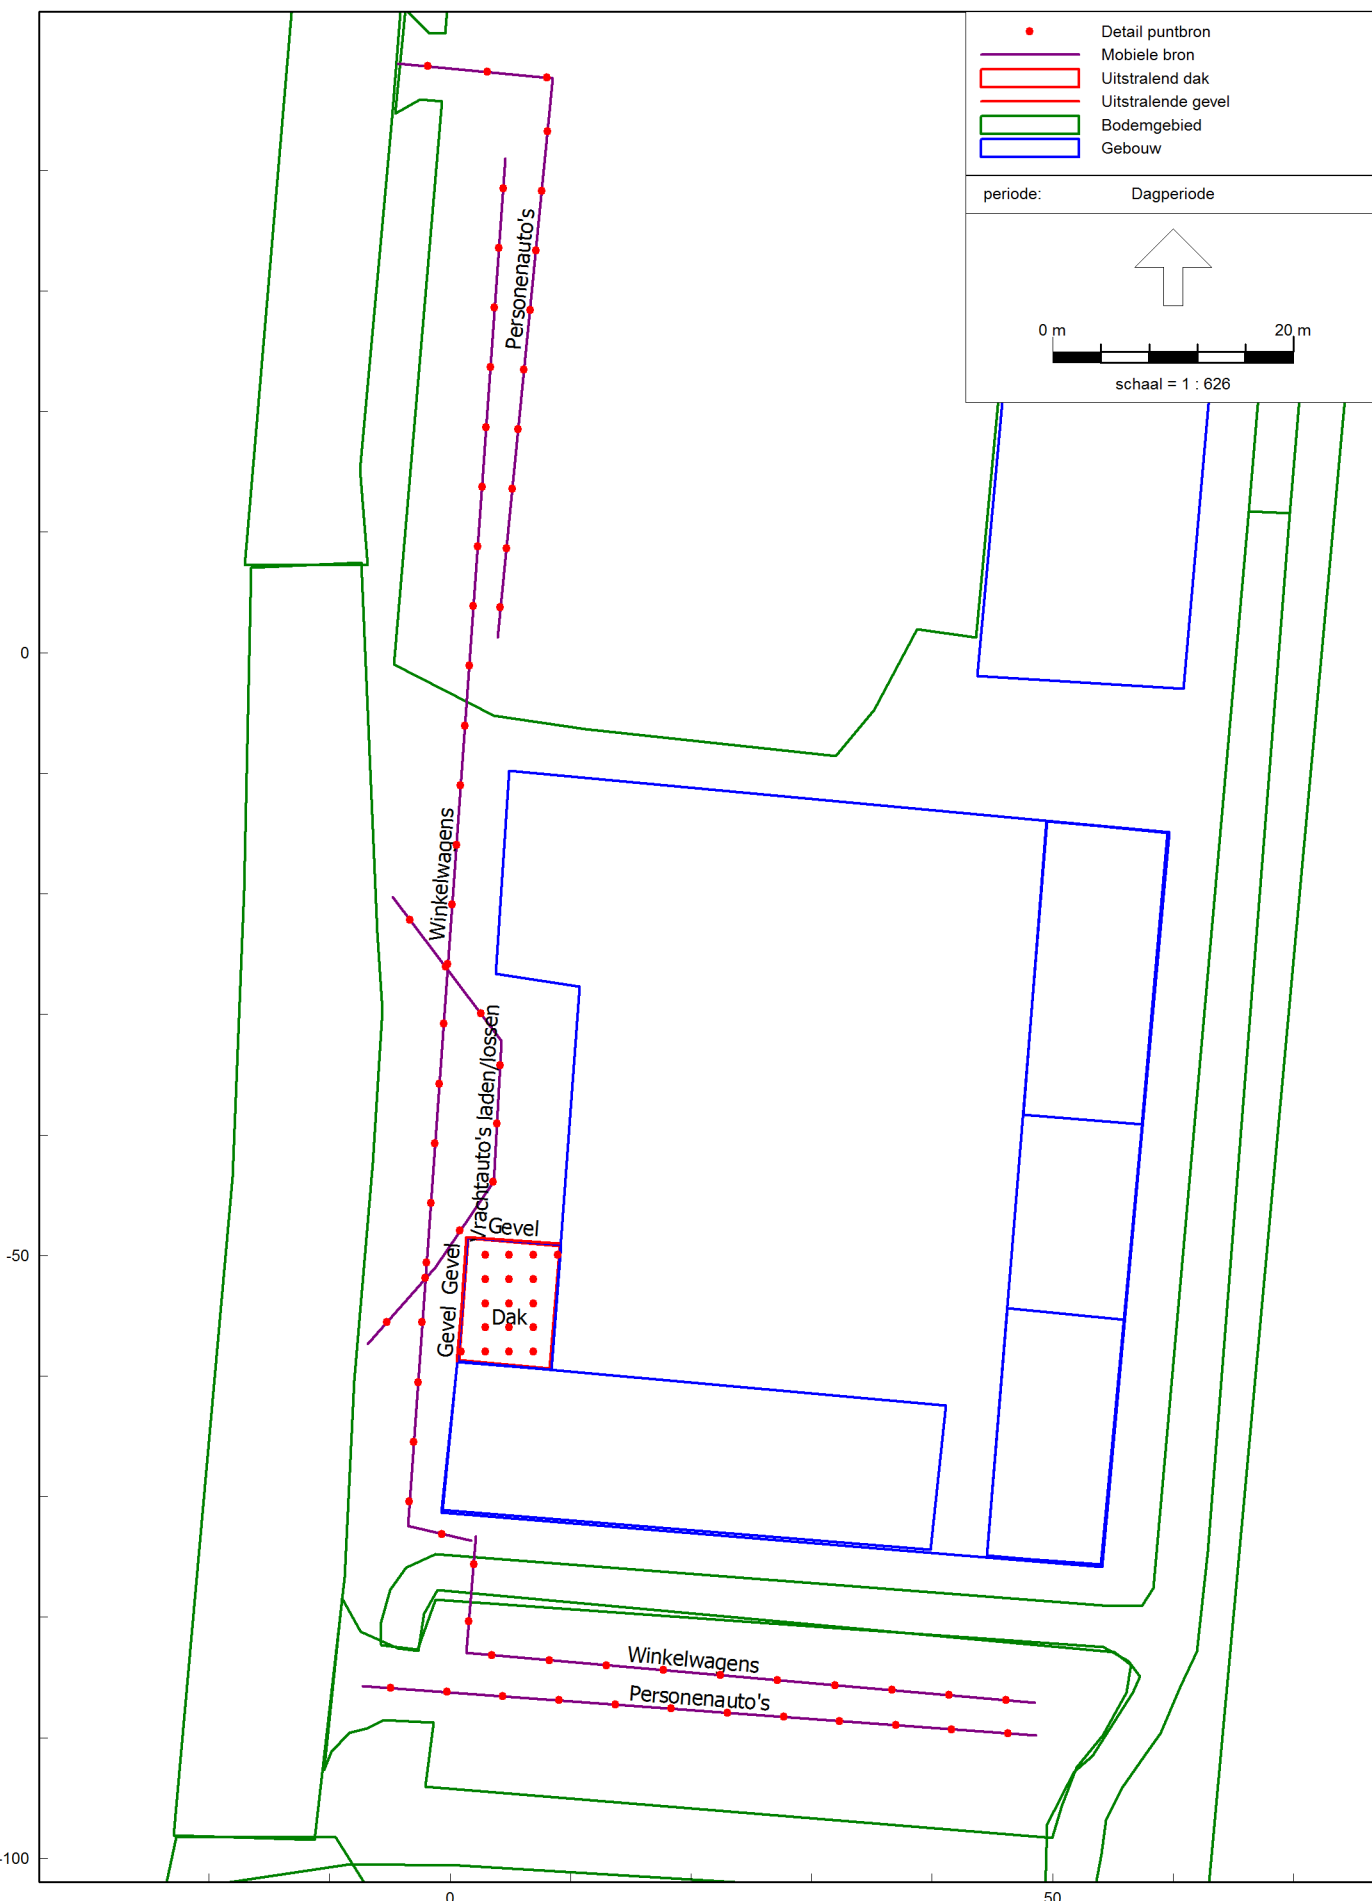 Detail puntbron
Mobiele bron
Uitstralend dak
Uitstralende gevel
Bodemgebied
Gebouw
periode: Dagperiode
0 m 20 m
schaal = 1 : 626
Personenauto's
0
Winkelwagens
Vrachtauto's laden/lossen
Gevel
Gevel
-50
Dak
Gevel
Winkelwagens
Personenauto's
-100
0 50